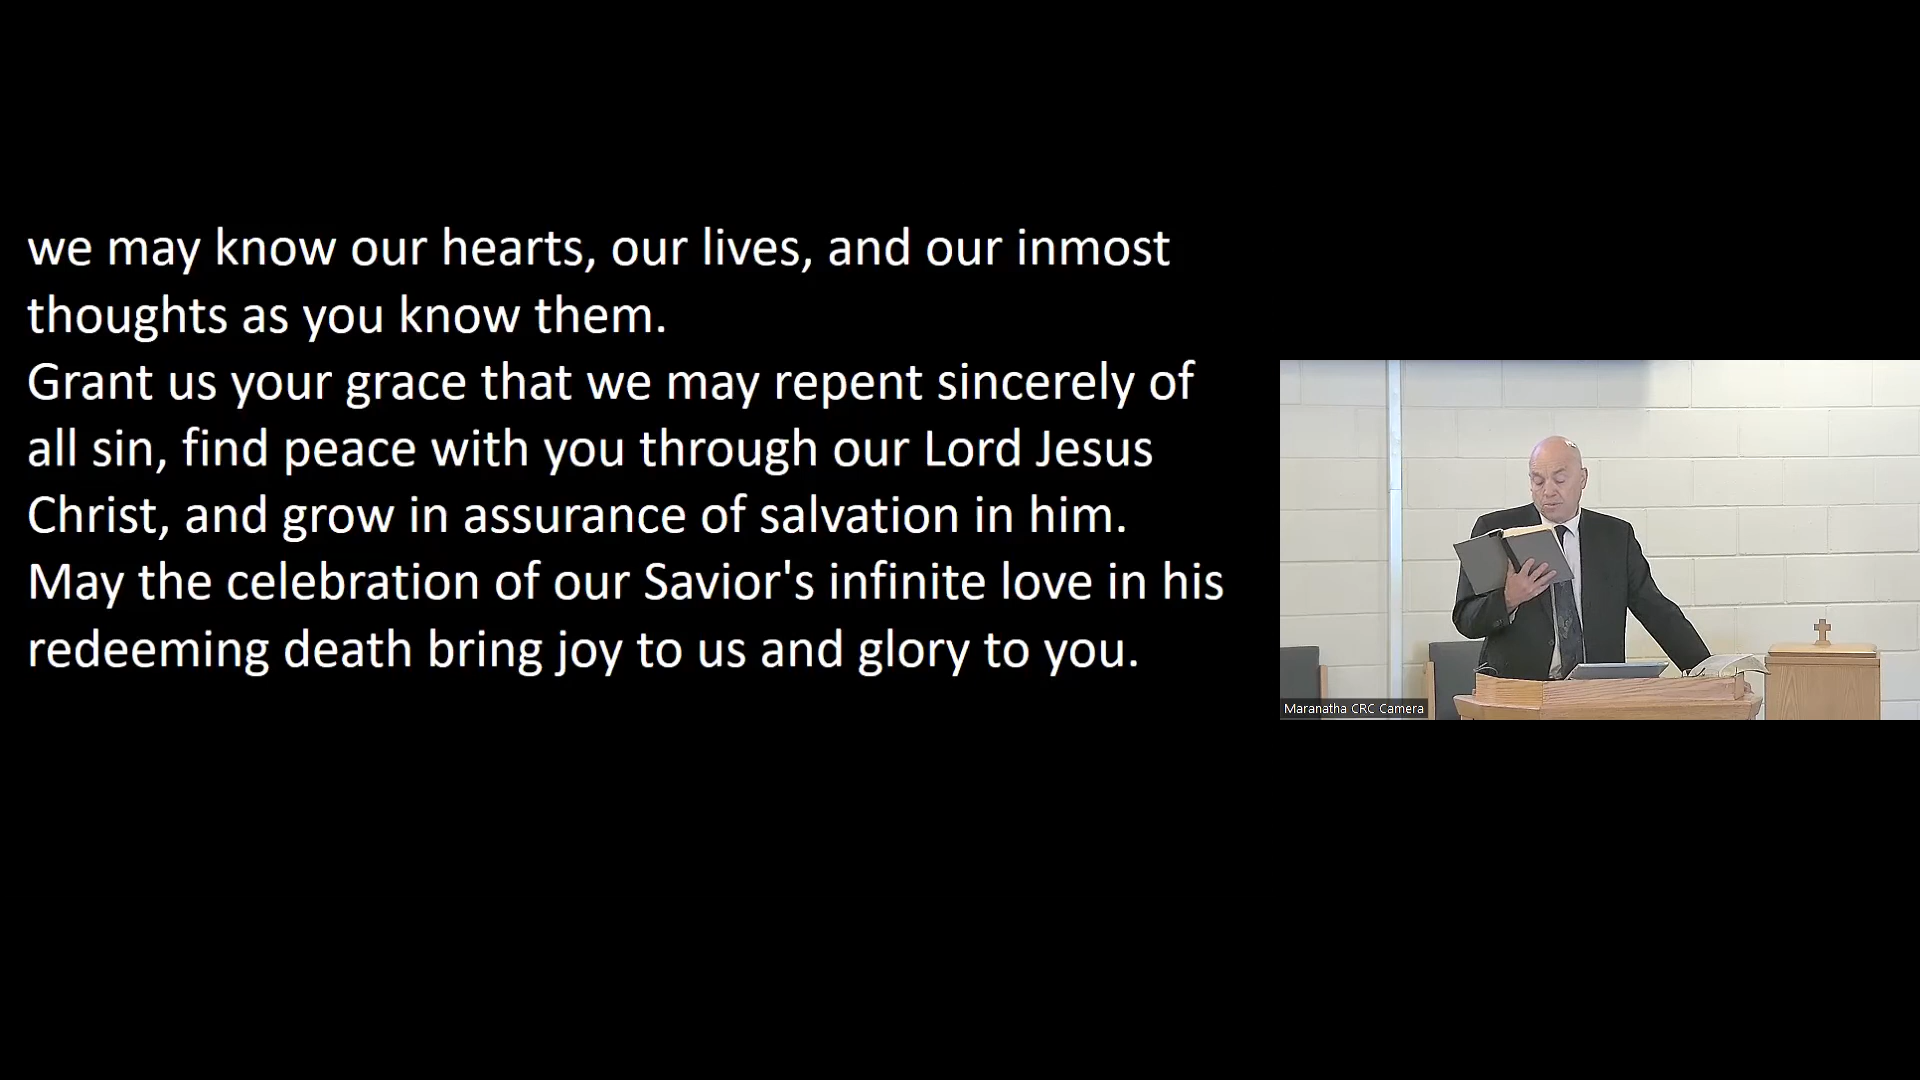 we may know our hearts, our lives, and our inmost
thoughts as you know them.
Grant us your grace that we may repent sincerely of
all sin, find peace with you through our Lord Jesus
Christ, and grow in assurance of salvation in him.
May the celebration of our Savior's infinite love in his
redeeming death bring joy to us and glory to you.
Maranatha CRC Camera